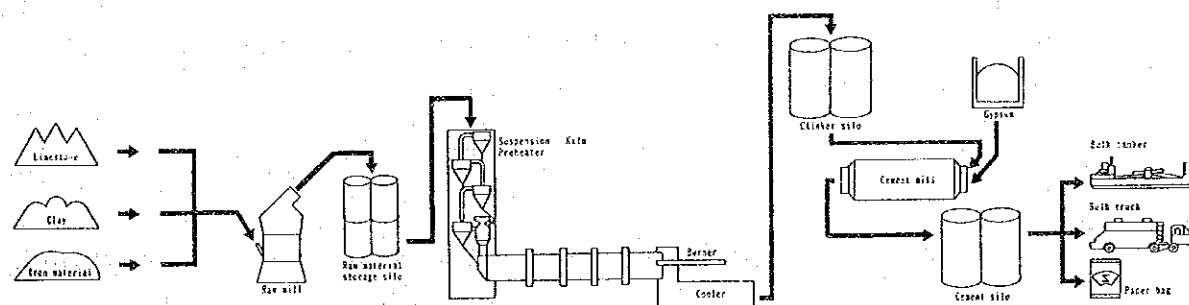 Limestone
Clay
Iron material
Raw mill
Raw material
storage silo
Suspension Kiln
Preheater
Burner
Cooler
Clinker silo
Gypsum
Cement mill
Cement silo
Bulk tanker
Bulk truck
Paper bag